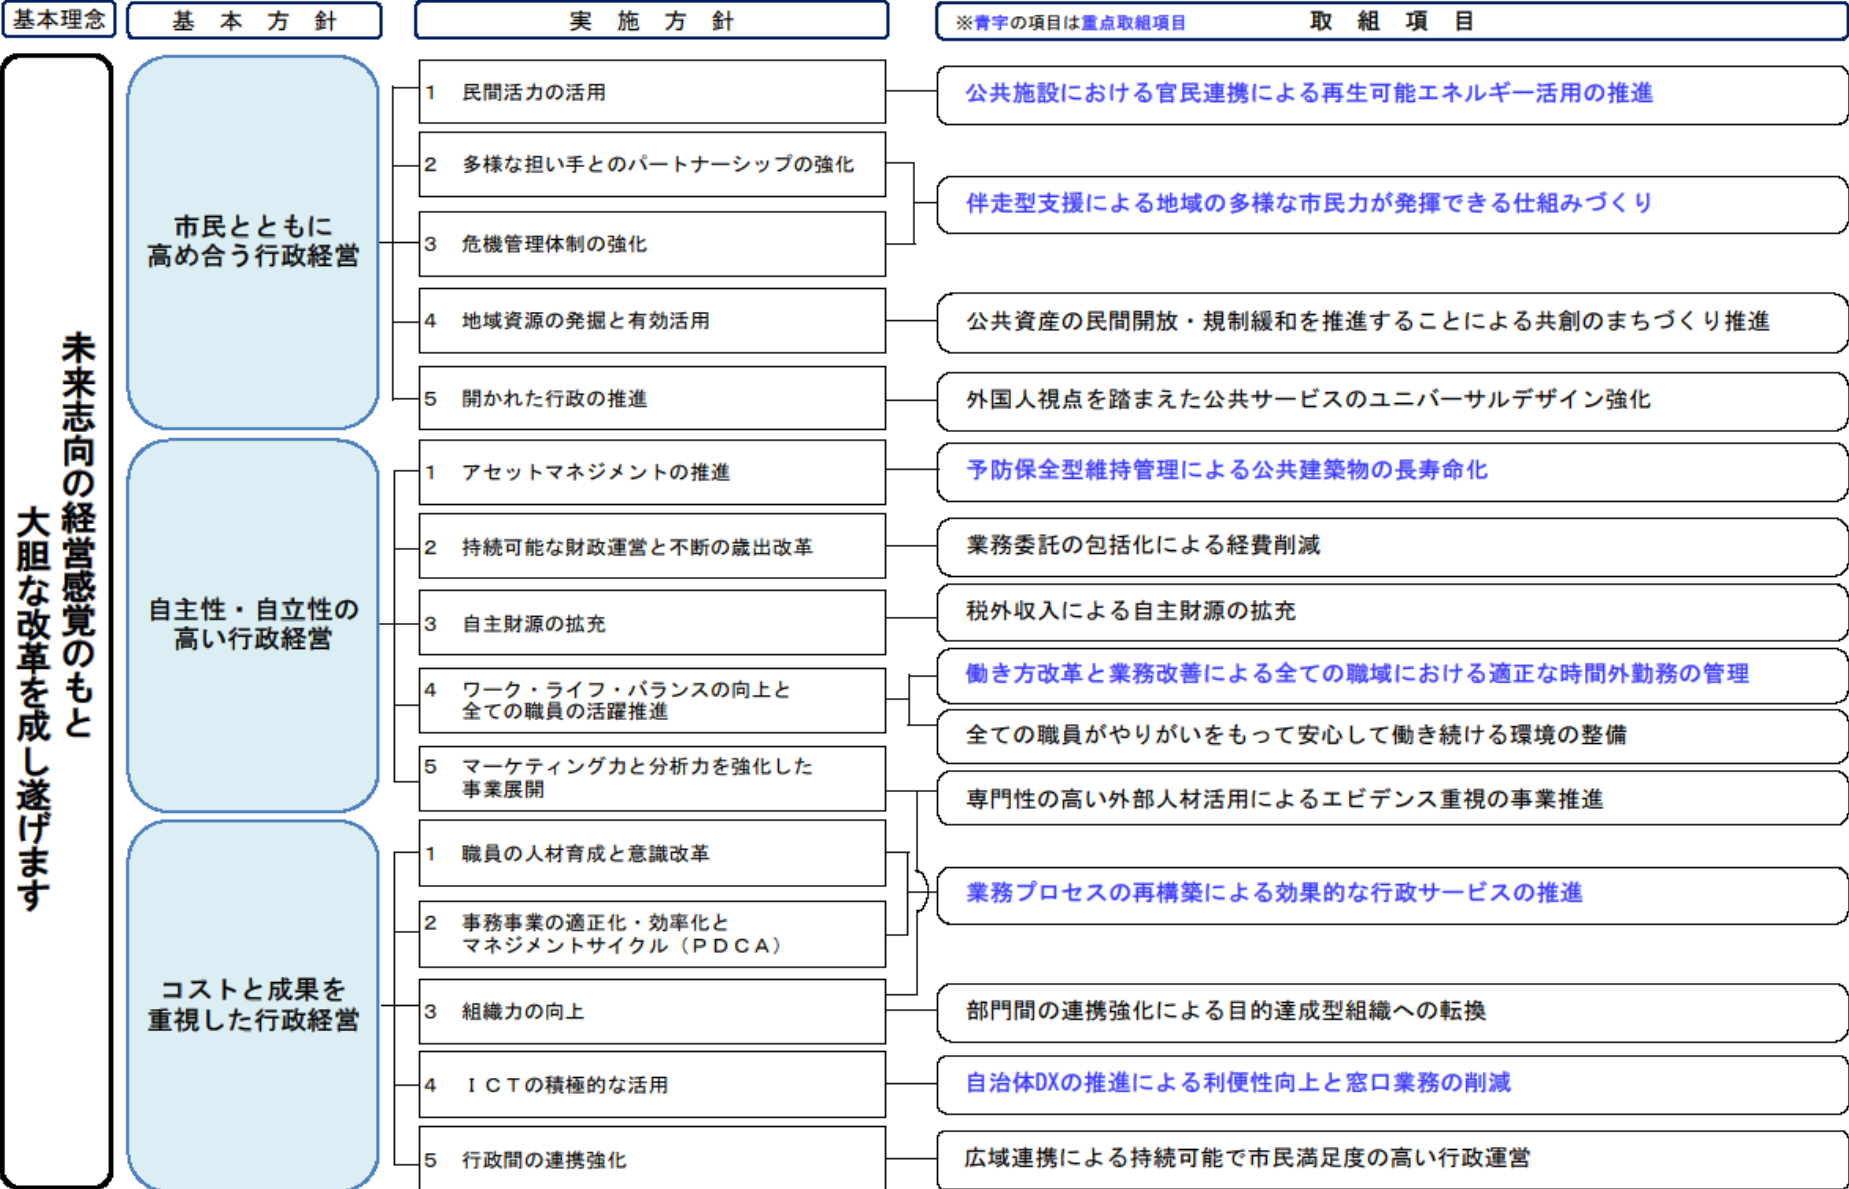 基本理念
基本方針
実施方針
※青字の項目は重点取組項目
取組項目
未来志向の経営感覚のもと
大胆な改革を成し遂げます
市民とともに
高め合う行政経営
1 民間活力の活用
2 多様な担い手とのパートナーシップの強化
3 危機管理体制の強化
4 地域資源の発掘と有効活用
5 開かれた行政の推進
公共施設における官民連携による再生可能エネルギー活用の推進
伴走型支援による地域の多様な市民力が発揮できる仕組みづくり
公共資産の民間開放・規制緩和を推進することによる共創のまちづくり推進
外国人視点を踏まえた公共サービスのユニバーサルデザイン強化
自主性・自立性の
高い行政経営
1 アセットマネジメントの推進
2 持続可能な財政運営と不断の歳出改革
3 自主財源の拡充
4 ワーク・ライフ・バランスの向上と
全ての職員の活躍推進
5 マーケティング力と分析力を強化した
事業展開
予防保全型維持管理による公共建築物の長寿命化
業務委託の包括化による経費削減
税外収入による自主財源の拡充
働き方改革と業務改善による全ての職域における適正な時間外勤務の管理
全ての職員がやりがいをもって安心して働き続ける環境の整備
専門性の高い外部人材活用によるエビデンス重視の事業推進
コストと成果を
重視した行政経営
1 職員の人材育成と意識改革
2 事務事業の適正化・効率化と
マネジメントサイクル（ＰＤＣＡ）
3 組織力の向上
4 ＩＣＴの積極的な活用
5 行政間の連携強化
業務プロセスの再構築による効果的な行政サービスの推進
部門間の連携強化による目的達成型組織への転換
自治体DXの推進による利便性向上と窓口業務の削減
広域連携による持続可能で市民満足度の高い行政運営